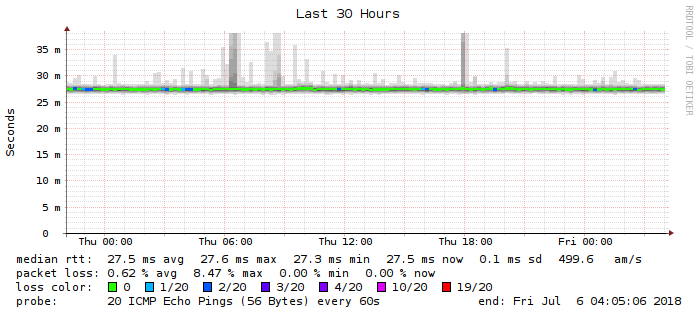 Last 30 Hours
RRDTOOL / TOBI OETIKER
Seconds
35 m
30 m
25 m
20 m
15 m
10 m
5 m
0
Thu 00:00 Thu 06:00 Thu 12:00 Thu 18:00 Fri 00:00
median rtt: 27.5 ms avg 27.6 ms max 27.3 ms min 27.5 ms now 0.1 ms sd 499.6 am/s
packet loss: 0.62 % avg 8.47 % max 0.00 % min 0.00 % now
loss color: 0 1/20 2/20 3/20 4/20 10/20 19/20
probe: 20 ICMP Echo Pings (56 Bytes) every 60s end: Fri Jul 6 04:05:06 2018